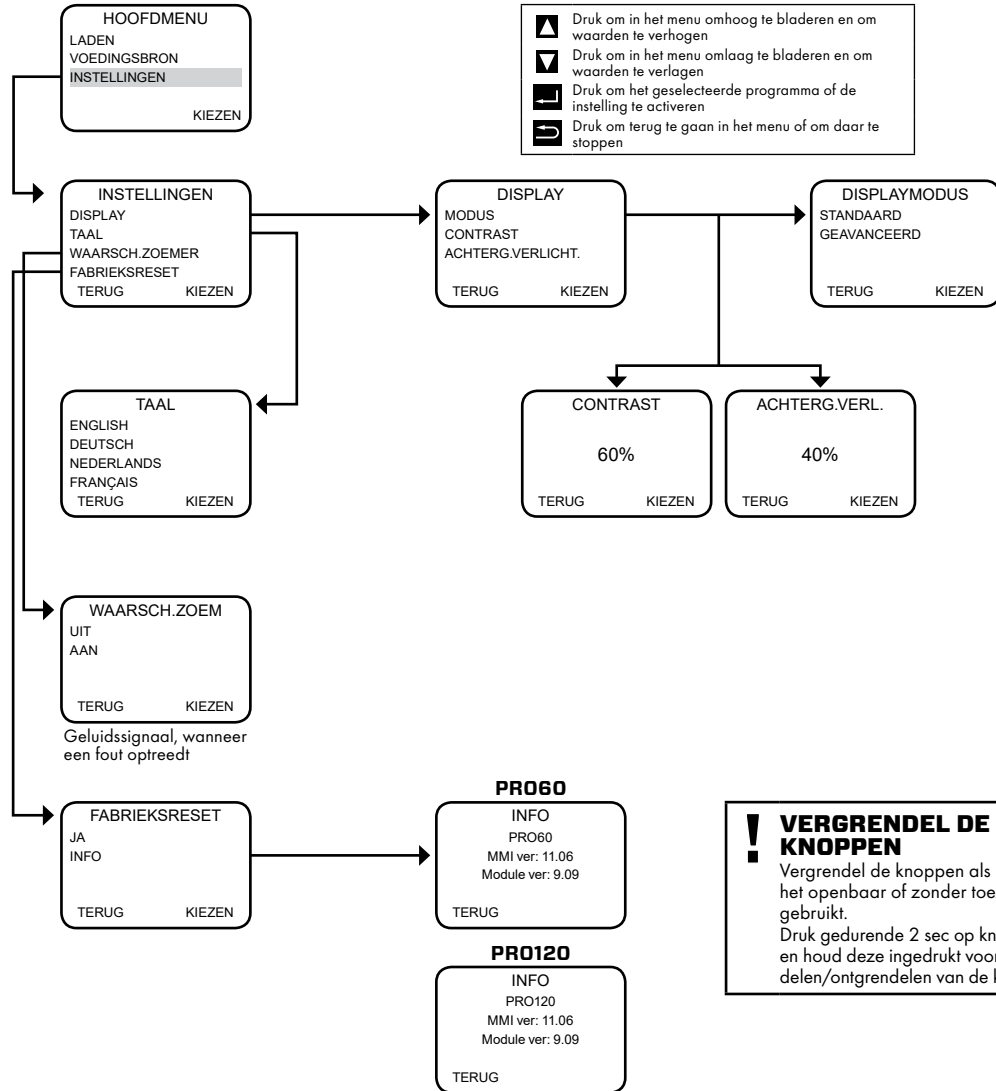 HOOFDMENU
LADEN
VOEDINGSBRON
INSTELLINGEN
KIEZEN
Druk om in het menu omhoog te bladeren en om
waarden te verhogen
Druk om in het menu omlaag te bladeren en om
waarden te verlagen
Druk om het geselecteerde programma of de
instelling te activeren
Druk om terug te gaan in het menu of om daar te
stoppen
INSTELLINGEN
DISPLAY
TAAL
WAARSCH.ZOEMER
FABRIEKSRESET
TERUG KIEZEN
DISPLAY
MODUS
CONTRAST
ACHTERG.VERLICHT.
TERUG KIEZEN
DISPLAYMODUS
STANDAARD
GEAVANCEERD
TERUG KIEZEN
TAAL
ENGLISH
DEUTSCH
NEDERLANDS
FRANÇAIS
TERUG KIEZEN
CONTRAST
60%
TERUG KIEZEN
ACHTERG.VERL.
40%
TERUG KIEZEN
WAARSCH.ZOEM
UIT
AAN
TERUG KIEZEN
Geluidssignaal, wanneer
een fout optreedt
FABRIEKSRESET
JA
INFO
TERUG KIEZEN
PRO60
INFO
PRO60
MMI ver: 11.06
Module ver: 9.09
TERUG
PRO120
INFO
PRO120
MMI ver: 11.06
Module ver: 9.09
TERUG
! VERGRENDEL DE
KNOPPEN
Vergrendel de knoppen als
het openbaar of zonder
gebruikt.
Druk gedurende 2 sec op
en houd deze ingedrukt
delen/ontgrendelen van de